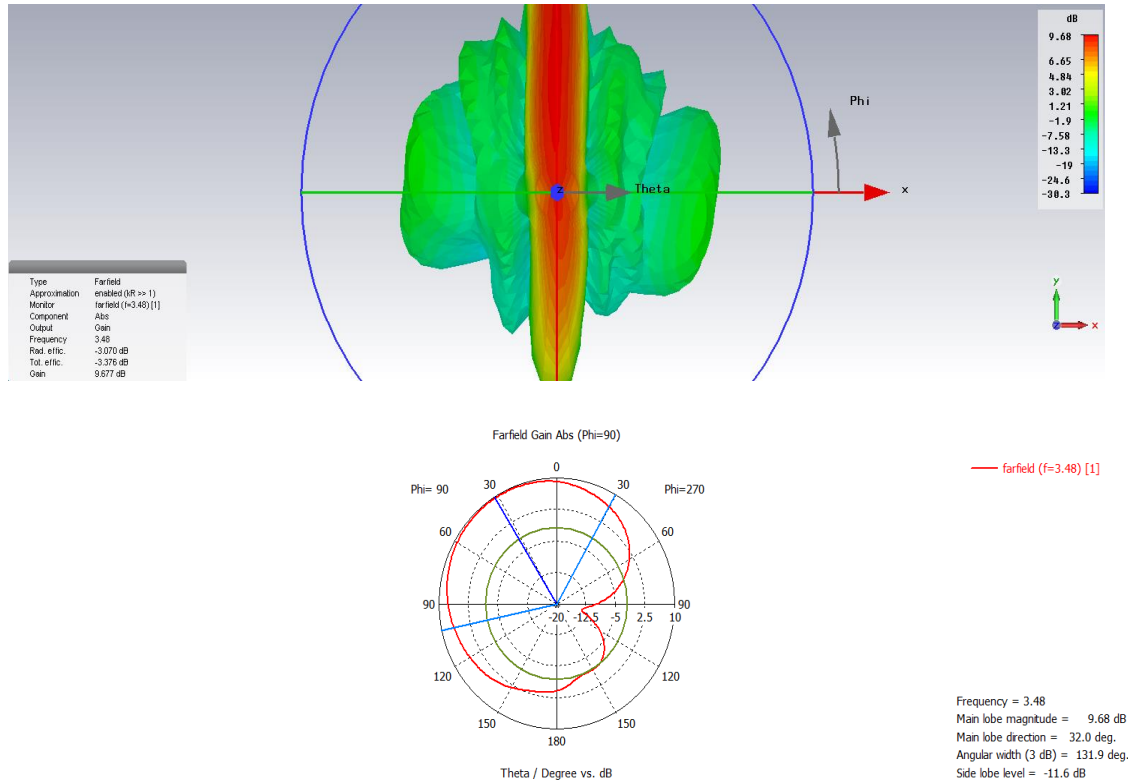 dB
9.68
6.65
4.84
3.02
1.21
-1.9
-7.58
-13.3
-19
-24.6
-30.3
Phi
Theta
z
x
y
x
z
Type Farfield
Approximation enabled (kR >> 1)
Monitor farfield (f=3.48) [1]
Component Abs
Output Gain
Frequency 3.48
Rad. effic. -3.070 dB
Tot. effic. -3.376 dB
Gain 9.677 dB
Farfield Gain Abs (Phi=90)
farfield (f=3.48) [1]
0
Phi= 90 30 30 Phi=270
60 60
90 -20 -12.5 -5 2.5 10 90
120 120
150 150
180
Theta / Degree vs. dB
Frequency = 3.48
Main lobe magnitude = 9.68 dB
Main lobe direction = 32.0 deg.
Angular width (3 dB) = 131.9 deg.
Side lobe level = -11.6 dB